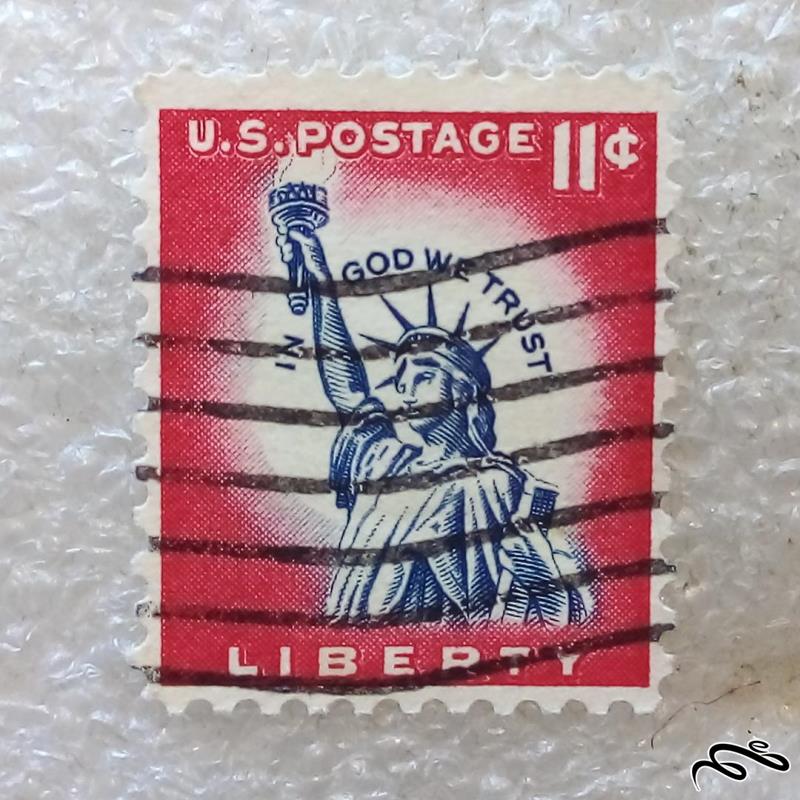 U.S. POSTAGE 11¢
IN GOD WE TRUST
LIBERTY